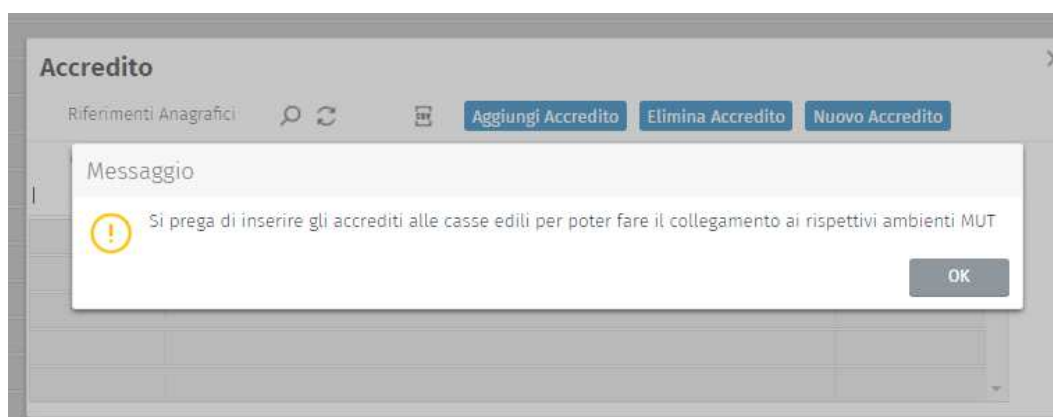 Accredito
Riferimenti Anagrafici
Aggiungi Accredito
Elimina Accredito
Nuovo Accredito
Messaggio
Si prega di inserire gli accrediti alle casse edili per poter fare il collegamento ai rispettivi ambienti MUT
OK